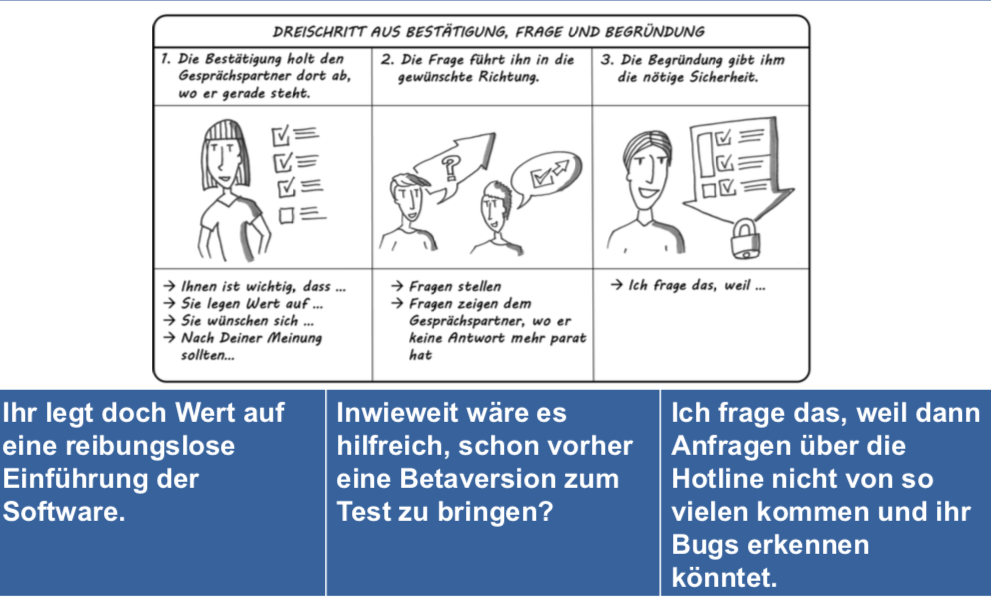 DREISCHRITT AUS BESTÄTIGUNG, FRAGE UND BEGRÜNDUNG
1. Die Bestätigung holt den
Gesprächspartner dort ab,
wo er gerade steht.
2. Die Frage führt ihn in die
gewünschte Richtung.
3. Die Begründung gibt ihm
die nötige Sicherheit.
?
→ Ihnen ist wichtig, dass ...
→ Sie legen Wert auf ...
→ Sie wünschen sich ...
→ Nach Deiner Meinung
sollten...
→ Fragen stellen
→ Fragen zeigen dem
Gesprächspartner, wo er
keine Antwort mehr parat
hat
→ Ich frage das, weil ...
Ihr legt doch Wert auf
eine reibungslose
Einführung der
Software.
Inwieweit wäre es
hilfreich, schon vorher
eine Betaversion zum
Test zu bringen?
Ich frage das, weil dann
Anfragen über die
Hotline nicht von so
vielen kommen und ihr
Bugs erkennen
könntet.